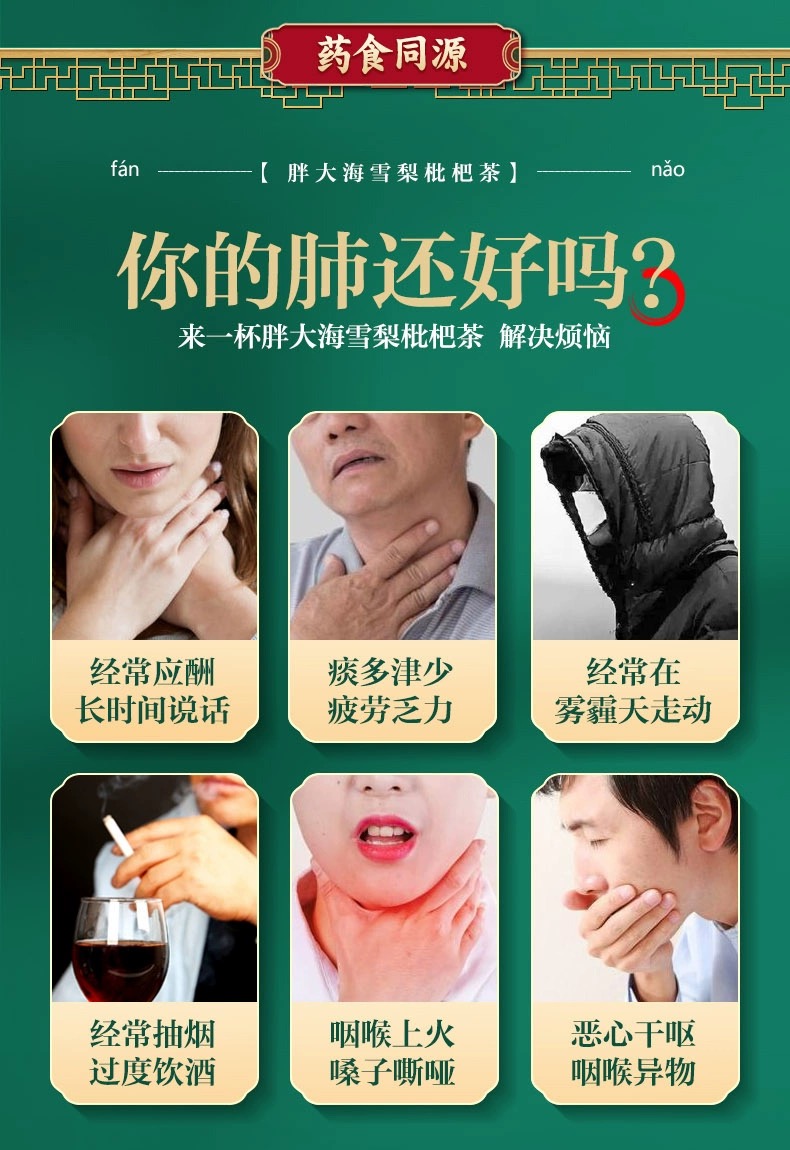 药食同源
fán 【胖大海雪梨枇杷茶】 nǎo
你的肺还好吗?
来一杯胖大海雪梨枇杷茶 解决烦恼
经常应酬
长时间说话
痰多津少
疲劳乏力
经常在
雾霾天走动
经常抽烟
过度饮酒
咽喉上火
嗓子嘶哑
恶心干呕
咽喉异物